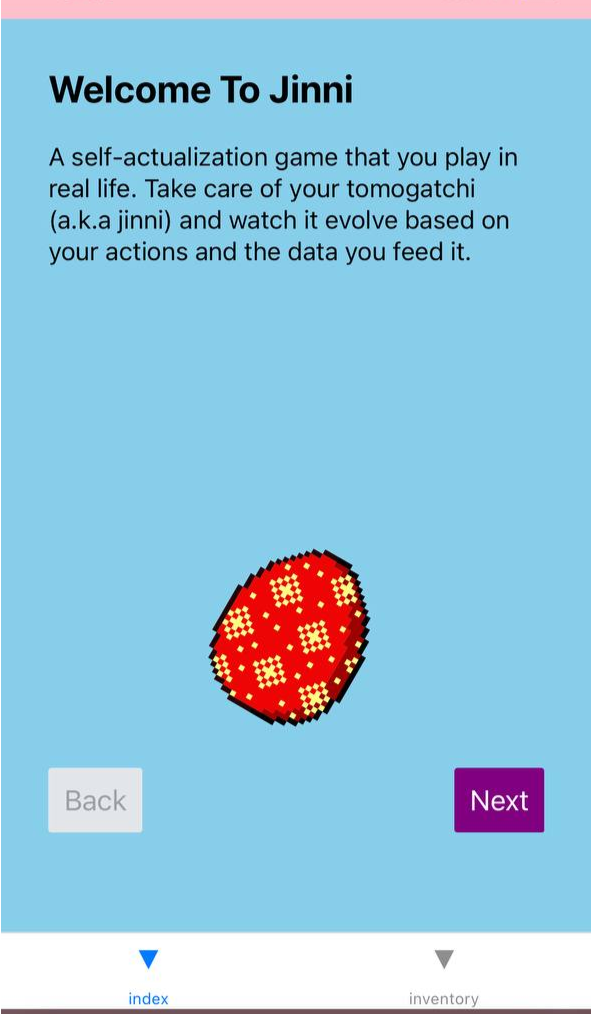 Welcome To Jinni
A self-actualization game that you play in
real life. Take care of your tomogatchi
(a.k.a jinni) and watch it evolve based on
your actions and the data you feed it.
Back
Next
index
inventory